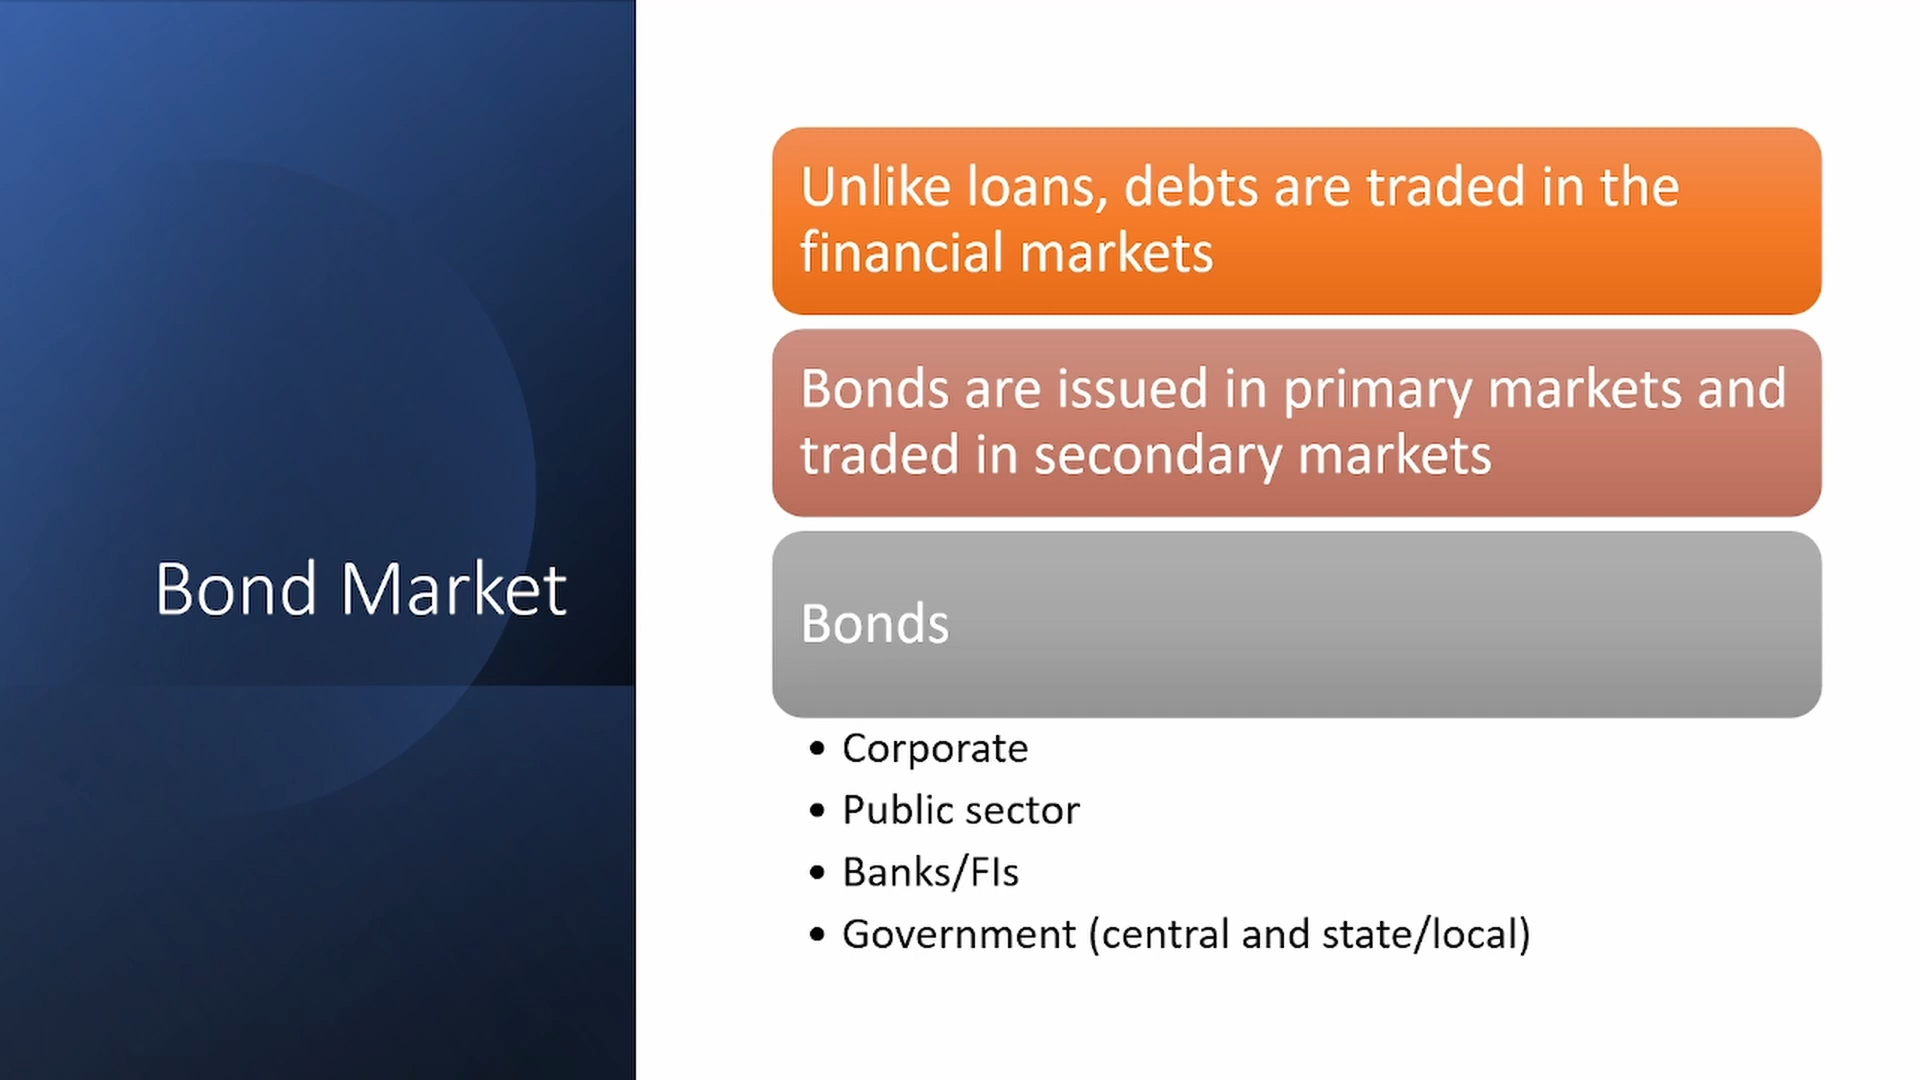 Bond Market
Unlike loans, debts are traded in the
financial markets
Bonds are issued in primary markets and
traded in secondary markets
Bonds
• Corporate
• Public sector
• Banks/FIs
• Government (central and state/local)